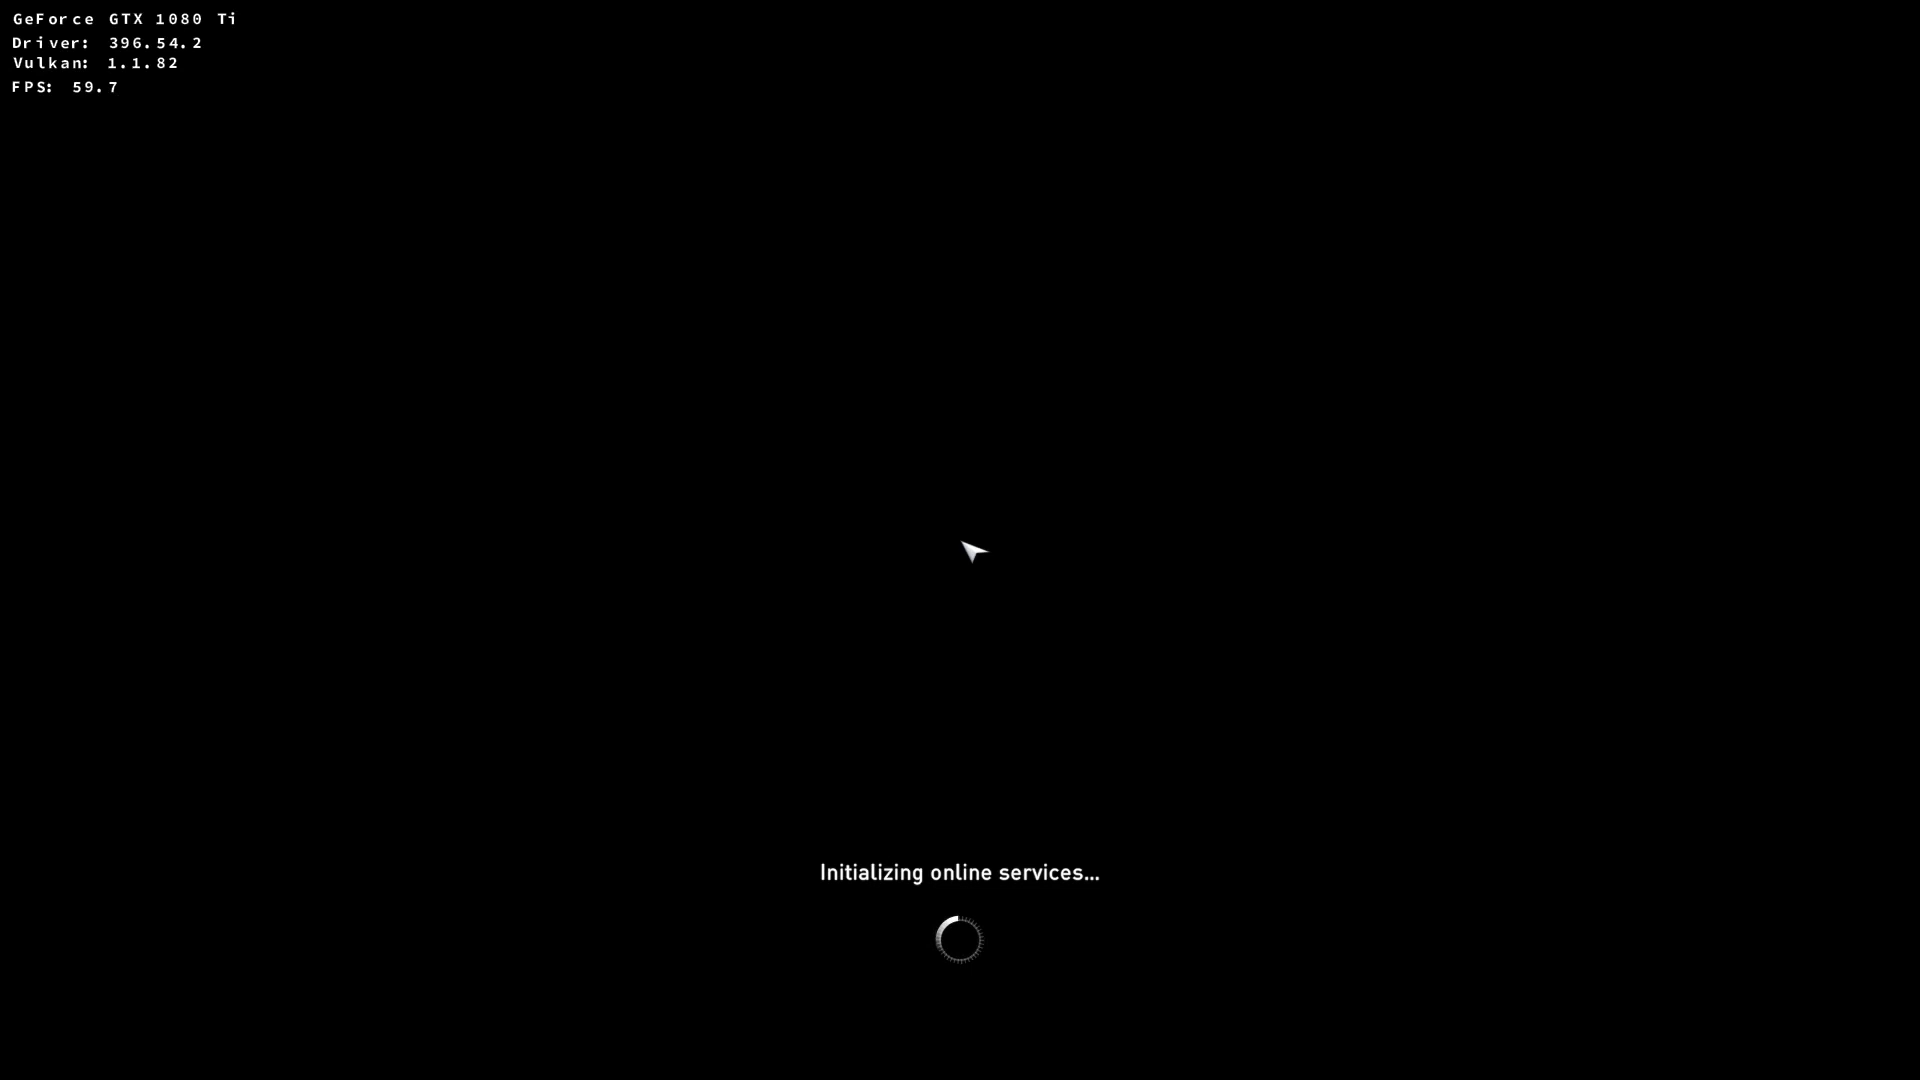 GeForce GTX 1080 Ti
Driver: 396.54.2
Vulkan: 1.1.82
FPS: 59.7
Initializing online services...